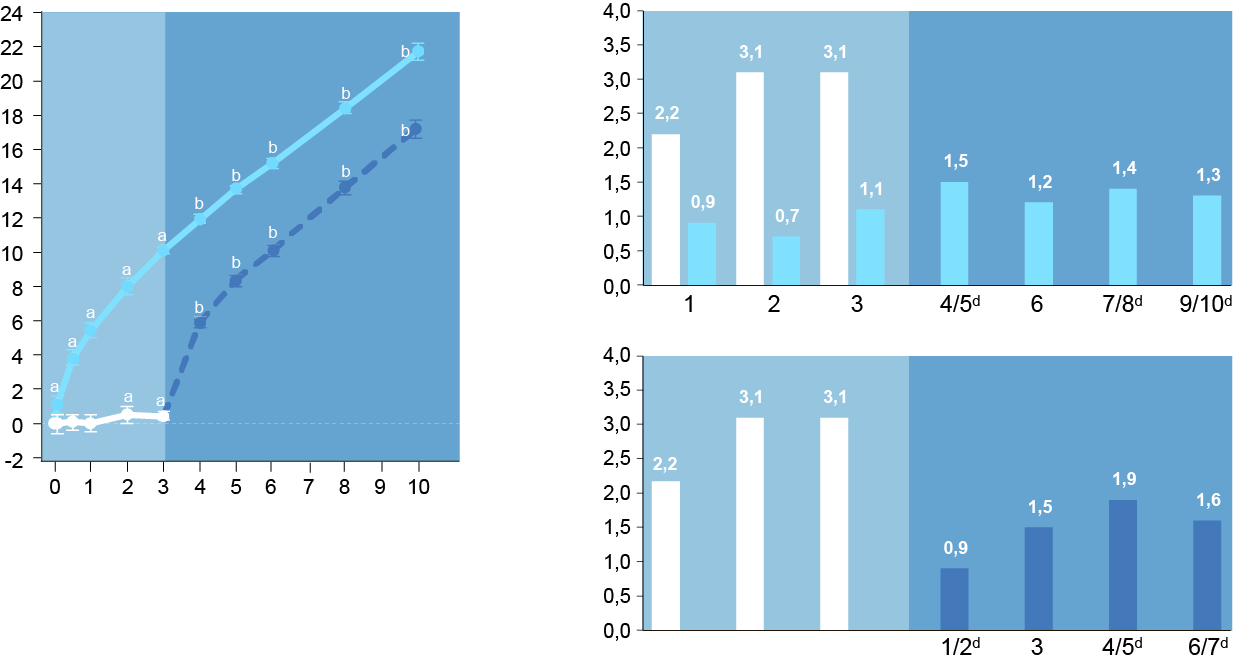 24
22
20
18
16
14
12
10
8
6
4
2
0
-2
a
a
a
a
a
b
b
b
b
b
a
a
b
b
b
b
b
0 1 2 3 4 5 6 7 8 9 10
4,0
3,5
3,0
2,5
2,0
1,5
1,0
0,5
0,0
2,2
0,9
3,1
0,7
3,1
1,1
1,5
1,2
1,4
1,3
1 2 3 4/5ᵈ 6 7/8ᵈ 9/10ᵈ
4,0
3,5
3,0
2,5
2,0
1,5
1,0
0,5
0,0
2,2
3,1
3,1
0,9
1,5
1,9
1,6
1/2ᵈ 3 4/5ᵈ 6/7ᵈ